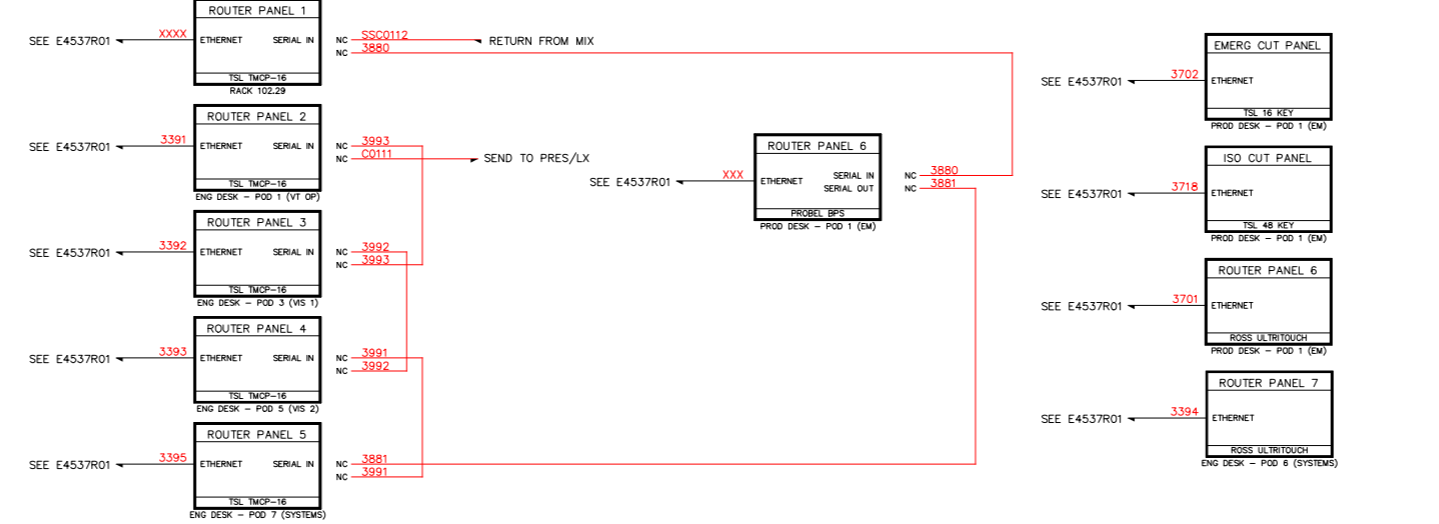 ROUTER PANEL 1
SEE E4537R01 XXXX ETHERNET SERIAL IN NC SSC0112 RETURN FROM MIX
NC 3880
TSL TMCP-16
RACK 102.29
ROUTER PANEL 2
SEE E4537R01 3391 ETHERNET SERIAL IN NC 3993
NC C0111 SEND TO PRES/LX
TSL TMCP-16
ENG DESK - POD 1 (VT OP)
ROUTER PANEL 3
SEE E4537R01 3392 ETHERNET SERIAL IN NC 3992
NC 3993
TSL TMCP-16
ENG DESK - POD 3 (VIS 1)
ROUTER PANEL 4
SEE E4537R01 3393 ETHERNET SERIAL IN NC 3991
NC 3992
TSL TMCP-16
ENG DESK - POD 5 (VIS 2)
ROUTER PANEL 5
SEE E4537R01 3395 ETHERNET SERIAL IN NC 3881
NC 3991
TSL TMCP-16
ENG DESK - POD 7 (SYSTEMS)
ROUTER PANEL 6
SEE E4537R01 XXX ETHERNET SERIAL IN NC 3880
SERIAL OUT NC 3881
PROBEL BPS
PROD DESK - POD 1 (EM)
EMERG CUT PANEL
SEE E4537R01 3702 ETHERNET
TSL 16 KEY
PROD DESK - POD 1 (EM)
ISO CUT PANEL
SEE E4537R01 3718 ETHERNET
TSL 48 KEY
PROD DESK - POD 1 (EM)
ROUTER PANEL 6
SEE E4537R01 3701 ETHERNET
ROSS ULTRITOUCH
PROD DESK - POD 1 (EM)
ROUTER PANEL 7
SEE E4537R01 3394 ETHERNET
ROSS ULTRITOUCH
ENG DESK - POD 6 (SYSTEMS)